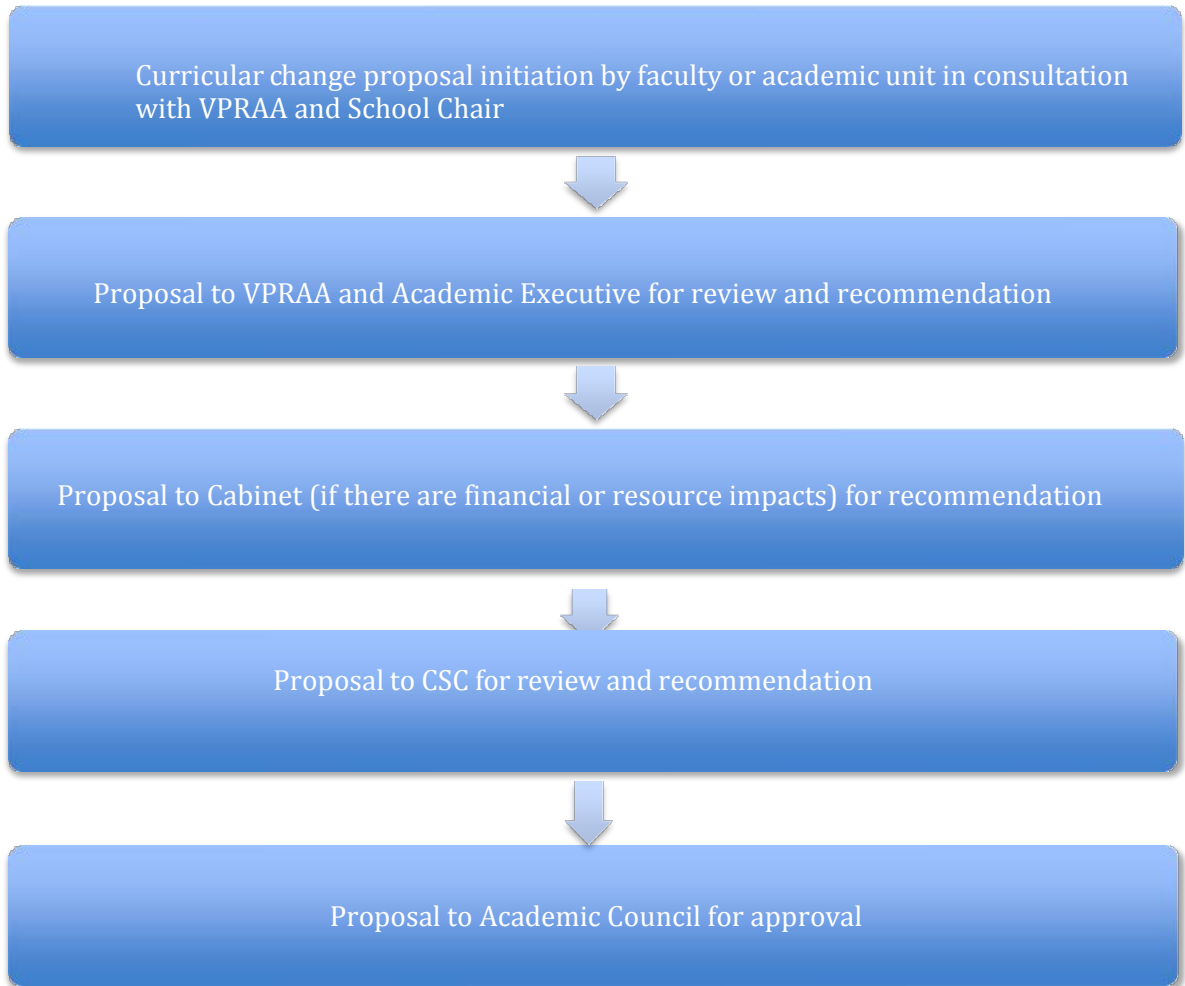 Curricular change proposal initiation by faculty or academic unit in consultation
with VPRAA and School Chair
Proposal to VPRAA and Academic Executive for review and recommendation
Proposal to Cabinet (if there are financial or resource impacts) for recommendation
Proposal to CSC for review and recommendation
Proposal to Academic Council for approval